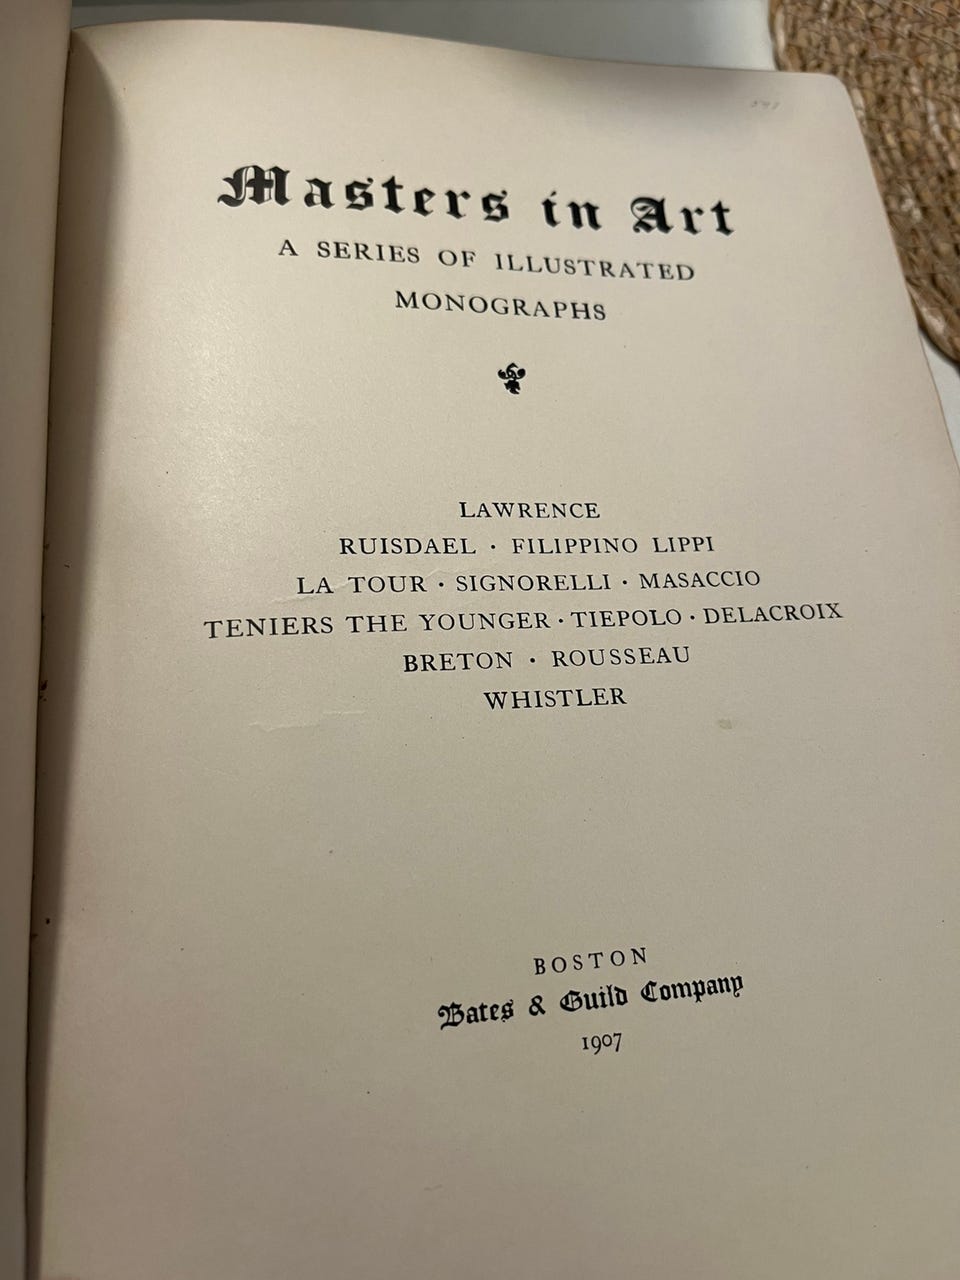 Masters in Art
A SERIES OF ILLUSTRATED
MONOGRAPHS
LAWRENCE
RUISDAEL · FILIPPINO LIPPI
LA TOUR · SIGNORELLI · MASACCIO
TENIERS THE YOUNGER · TIEPOLO · DELACROIX
BRETON · ROUSSEAU
WHISTLER
BOSTON
Bates & Guild Company
1907